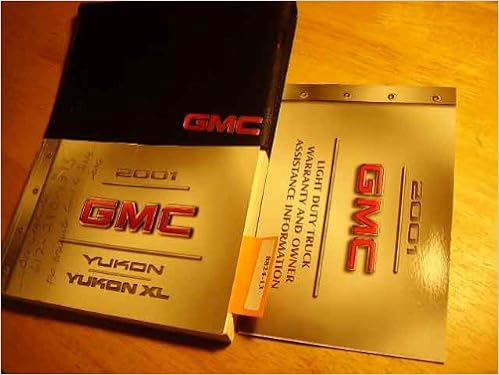 GMC
2001
GMC
YUKON
YUKON XL
2001
GMC
LIGHT DUTY TRUCK
WARRANTY AND OWNER
ASSISTANCE INFORMATION